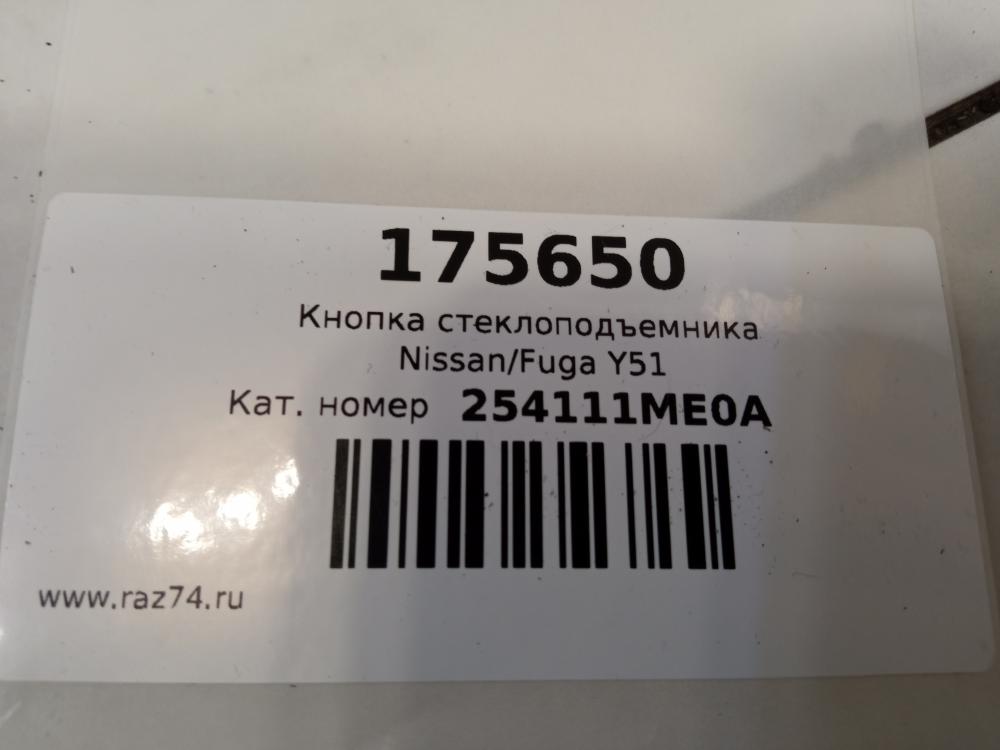 175650
Кнопка стеклоподъемника
Nissan/Fuga Y51
Кат. номер 254111ME0A
www.raz74.ru